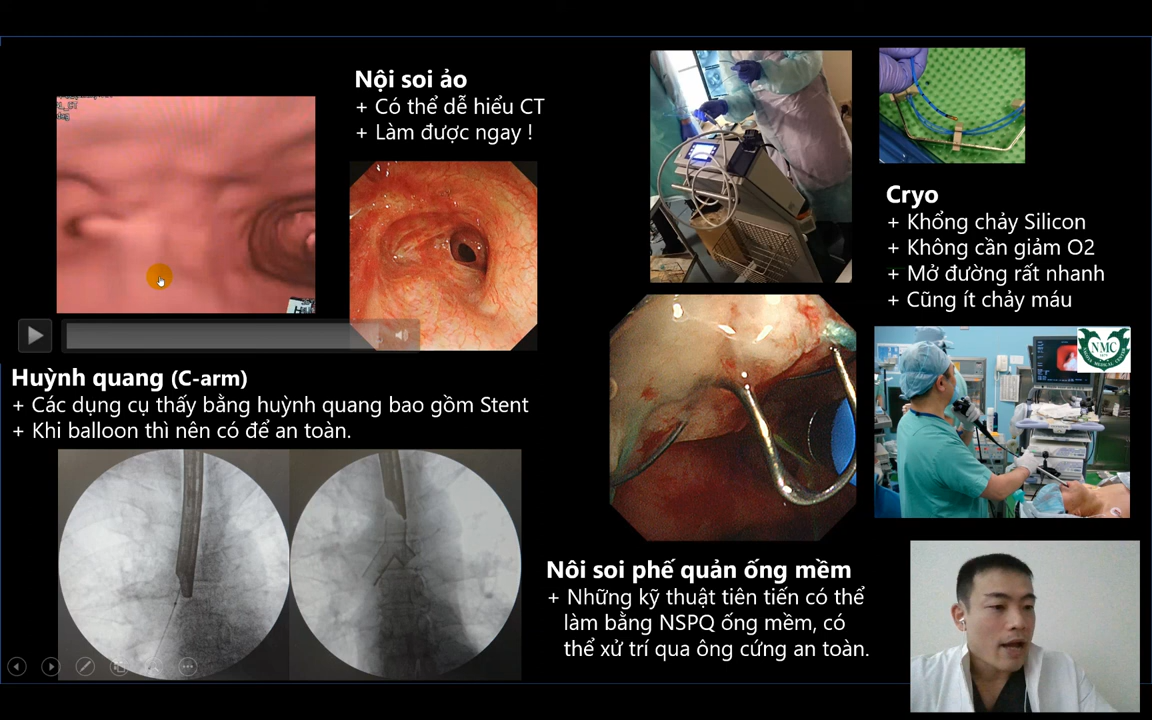 Nội soi ảo
+ Có thể dễ hiểu CT
+ Làm được ngay !
Huỳnh quang (C-arm)
+ Các dụng cụ thấy bằng huỳnh quang bao gồm Stent
+ Khi balloon thì nên có để an toàn.
Cryo
+ Khổng chảy Silicon
+ Không cần giảm O2
+ Mở đường rất nhanh
+ Cũng ít chảy máu
NMC
Nôi soi phế quản ống mềm
+ Những kỹ thuật tiên tiến có thể
làm bằng NSPQ ống mềm, có
thể xử trí qua ông cứng an toàn.